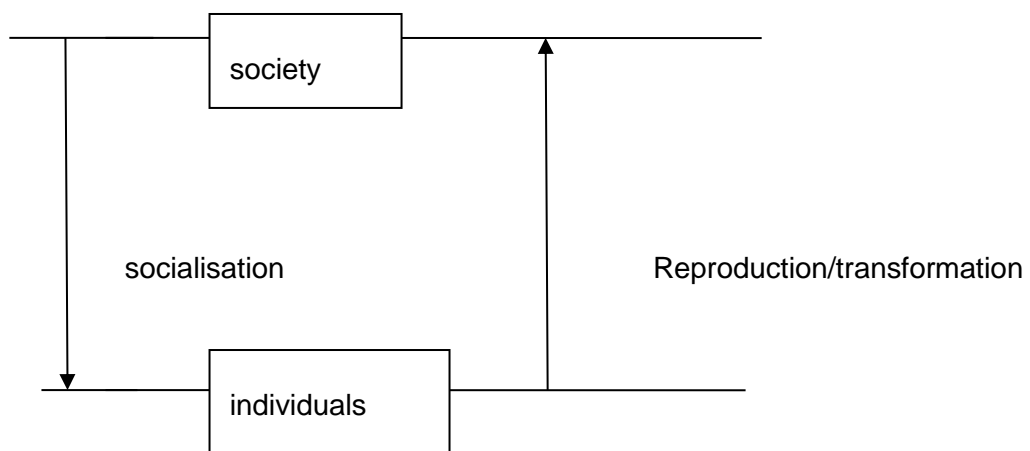 society
socialisation
Reproduction/transformation
individuals